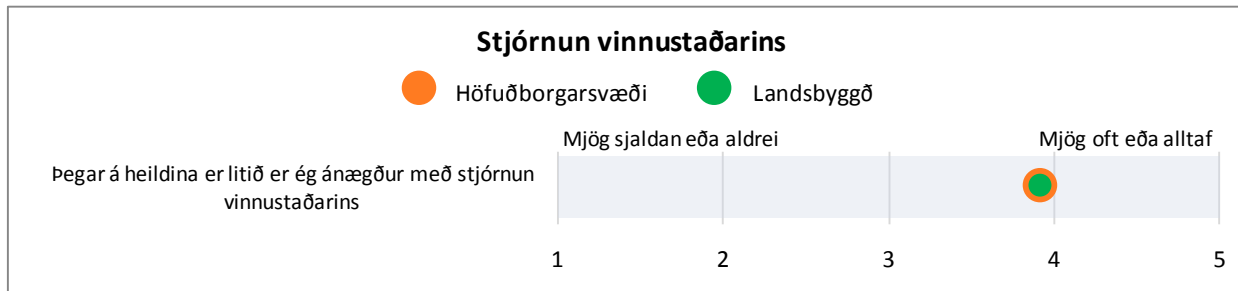 Stjórnun vinnustaðarins
Höfuðborgarsvæði Landsbyggð
Mjög sjaldan eða aldrei Mjög oft eða alltaf
Þegar á heildina er litið er ég ánægður með stjórnun
vinnustaðarins
1 2 3 4 5